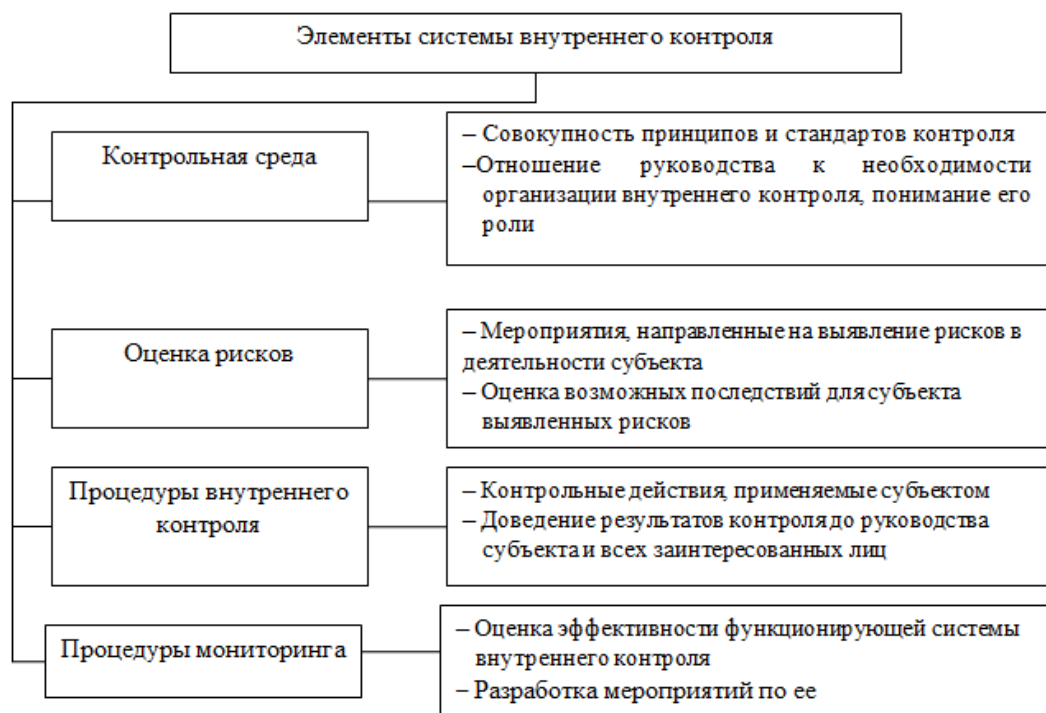 Элементы системы внутреннего контроля
Контрольная среда
– Совокупность принципов и стандартов контроля
–Отношение руководства к необходимости
организации внутреннего контроля, понимание его
роли
Оценка рисков
– Мероприятия, направленные на выявление рисков в
деятельности субъекта
– Оценка возможных последствий для субъекта
выявленных рисков
Процедуры внутреннего
контроля
– Контрольные действия, применяемые субъектом
– Доведение результатов контроля до руководства
субъекта и всех заинтересованных лиц
Процедуры мониторинга
– Оценка эффективности функционирующей системы
внутреннего контроля
– Разработка мероприятий по ее